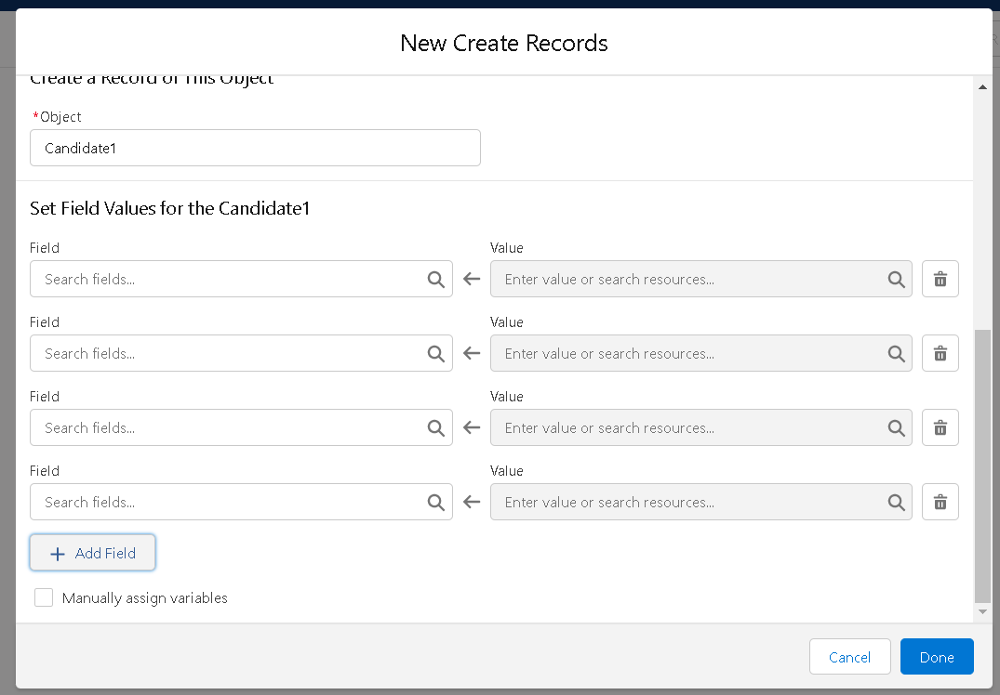 New Create Records
Create a Record of This Object
*Object
Candidate1
Set Field Values for the Candidate1
Field Value
Search fields... Enter value or search resources...
Field Value
Search fields... Enter value or search resources...
Field Value
Search fields... Enter value or search resources...
Field Value
Search fields... Enter value or search resources...
+ Add Field
Manually assign variables
Cancel Done